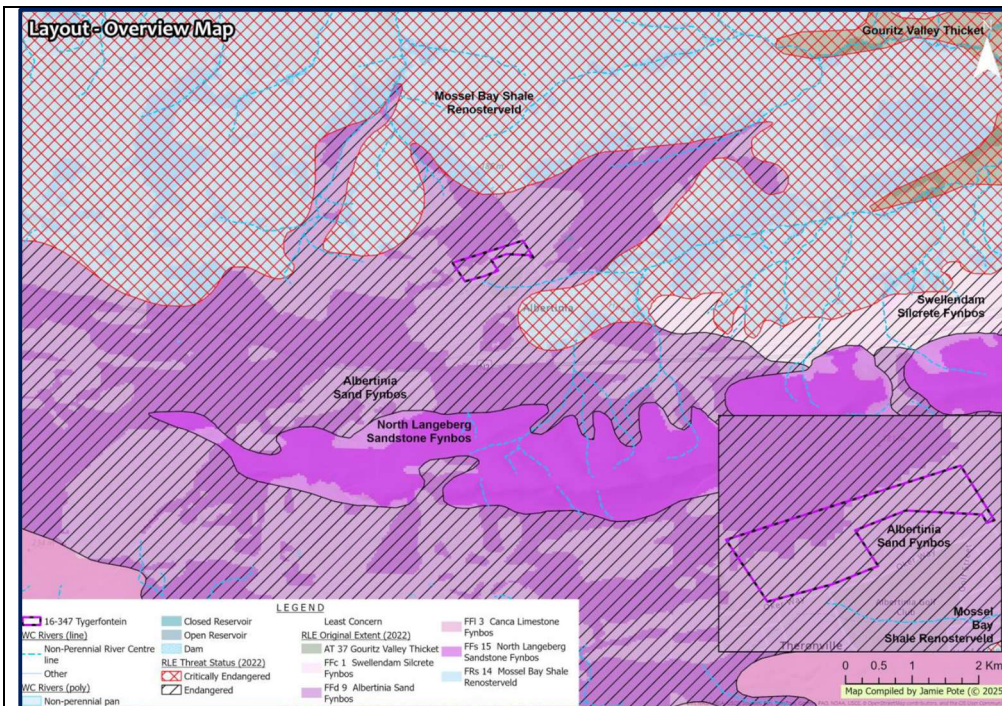 Layout - Overview Map
Gouritz Valley Thicket
N
Mossel Bay Shale
Renosterveld
Swellendam
Silcrete Fynbos
Albertinia
Albertinia
Sand Fynbos
North Langeberg
Sandstone Fynbos
Albertinia
Sand Fynbos
Albertinia Golf
Club
Mossel
Bay
Shale Renosterveld
Theronville
LEGEND
16-347 Tygerfontein
WC Rivers (line)
Non-Perennial River Centre
line
Other
WC Rivers (poly)
Non-perennial pan
Closed Reservoir
Open Reservoir
Dam
RLE Threat Status (2022)
Critically Endangered
Endangered
Least Concern
RLE Original Extent (2022)
AT 37 Gouritz Valley Thicket
FFc 1 Swellendam Silcrete
Fynbos
FFd 9 Albertinia Sand
Fynbos
FFl 3 Canca Limestone
Fynbos
FFs 15 North Langeberg
Sandstone Fynbos
FRs 14 Mossel Bay Shale
Renosterveld
0 0.5 1 2 Km
Map Compiled by Jamie Pote (© 2025